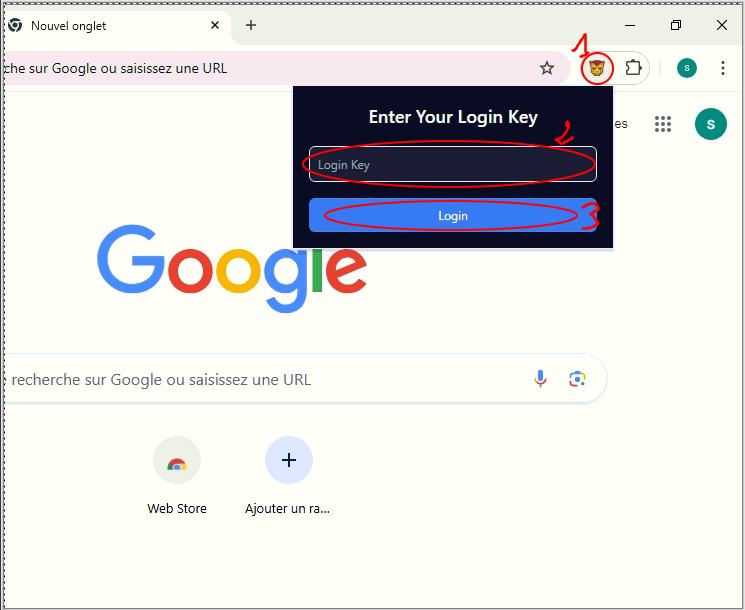 Nouvel onglet
1
che sur Google ou saisissez une URL
s
Enter Your Login Key
es
S
2
Login Key
Login
3
Google
recherche sur Google ou saisissez une URL
Web Store
Ajouter un ra...